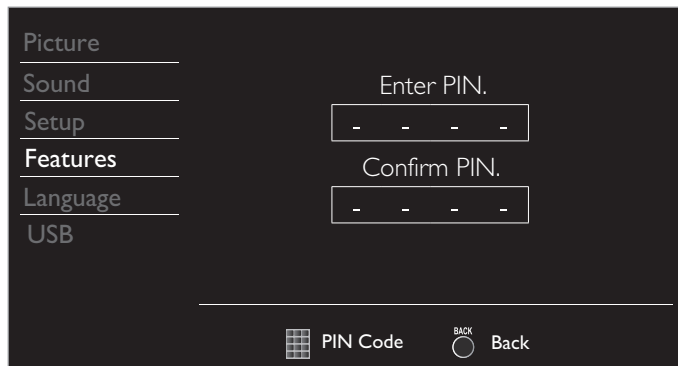 Picture
Sound
Setup
Features
Language
USB
Enter PIN.
- - - -
Confirm PIN.
- - - -
PIN Code
BACK
Back